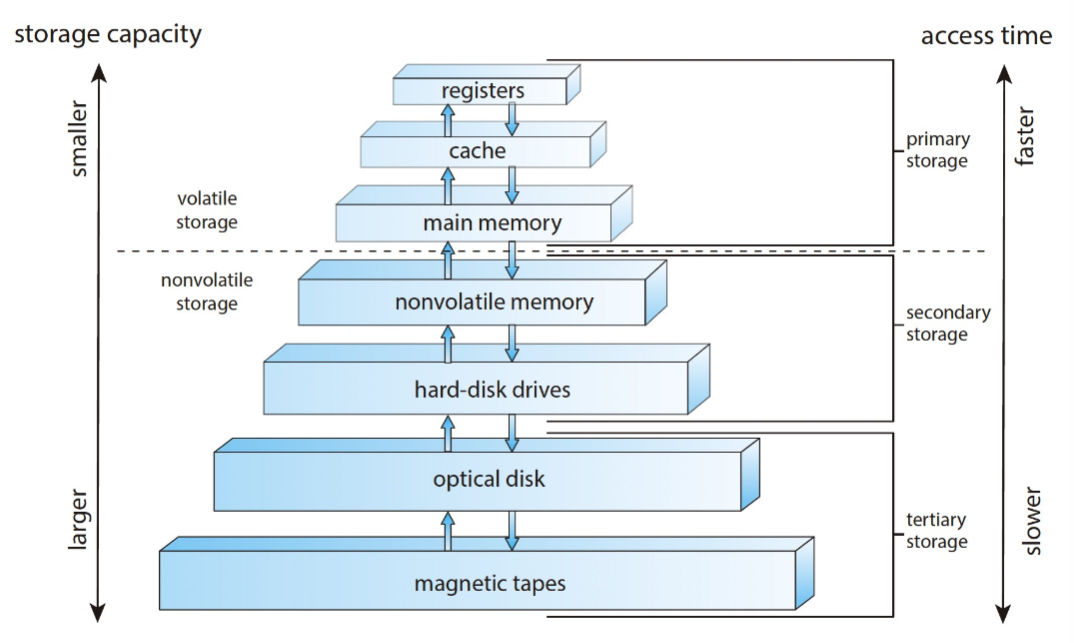 storage capacity
access time
smaller
faster
registers
cache
primary
storage
volatile
storage
main memory
nonvolatile
storage
nonvolatile memory
secondary
storage
hard-disk drives
optical disk
larger
slower
tertiary
storage
magnetic tapes